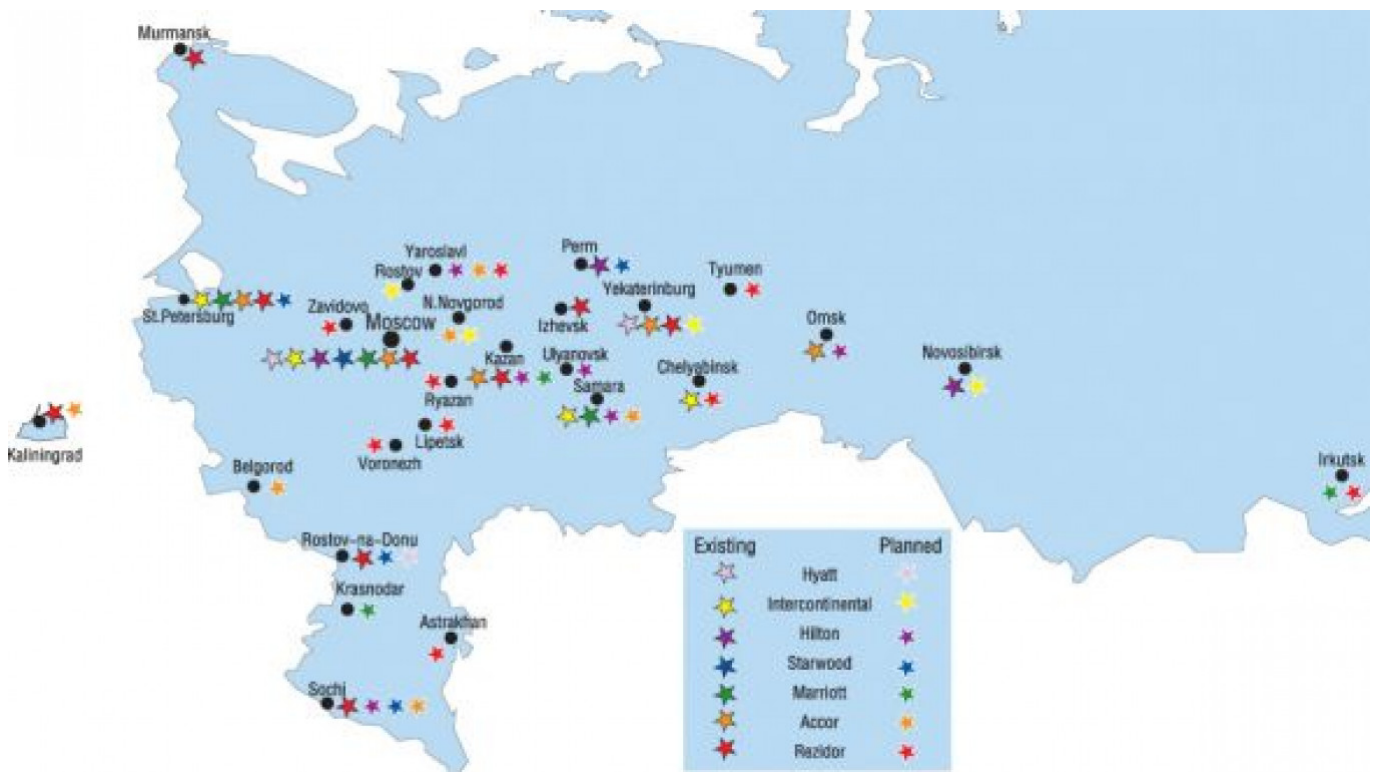 Murmansk
Perm
Yaroslavl
Tyumen
Rostov
Yekaterinburg
Zavidovo
N.Novgorod
St.Petersburg
Moscow
Izhevsk
Omsk
Kazan
Ulyanovsk
Novosibirsk
Chelyabinsk
Samara
Ryazan
Lipetsk
Kaliningrad
Voronezh
Belgorod
Irkutsk
Rostov-na-Donu
Krasnodar
Astrakhan
Sochi
Existing Planned
Hyatt
Intercontinental
Hilton
Starwood
Marriott
Accor
Rezidor